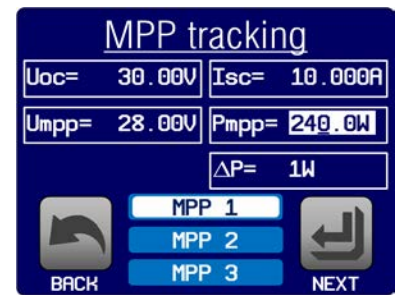 MPP tracking
Uoc= 30.00V Isc= 10.000A
Umpp= 28.00V Pmpp= 240.0W
ΔP= 1W
MPP 1
MPP 2
MPP 3
BACK NEXT